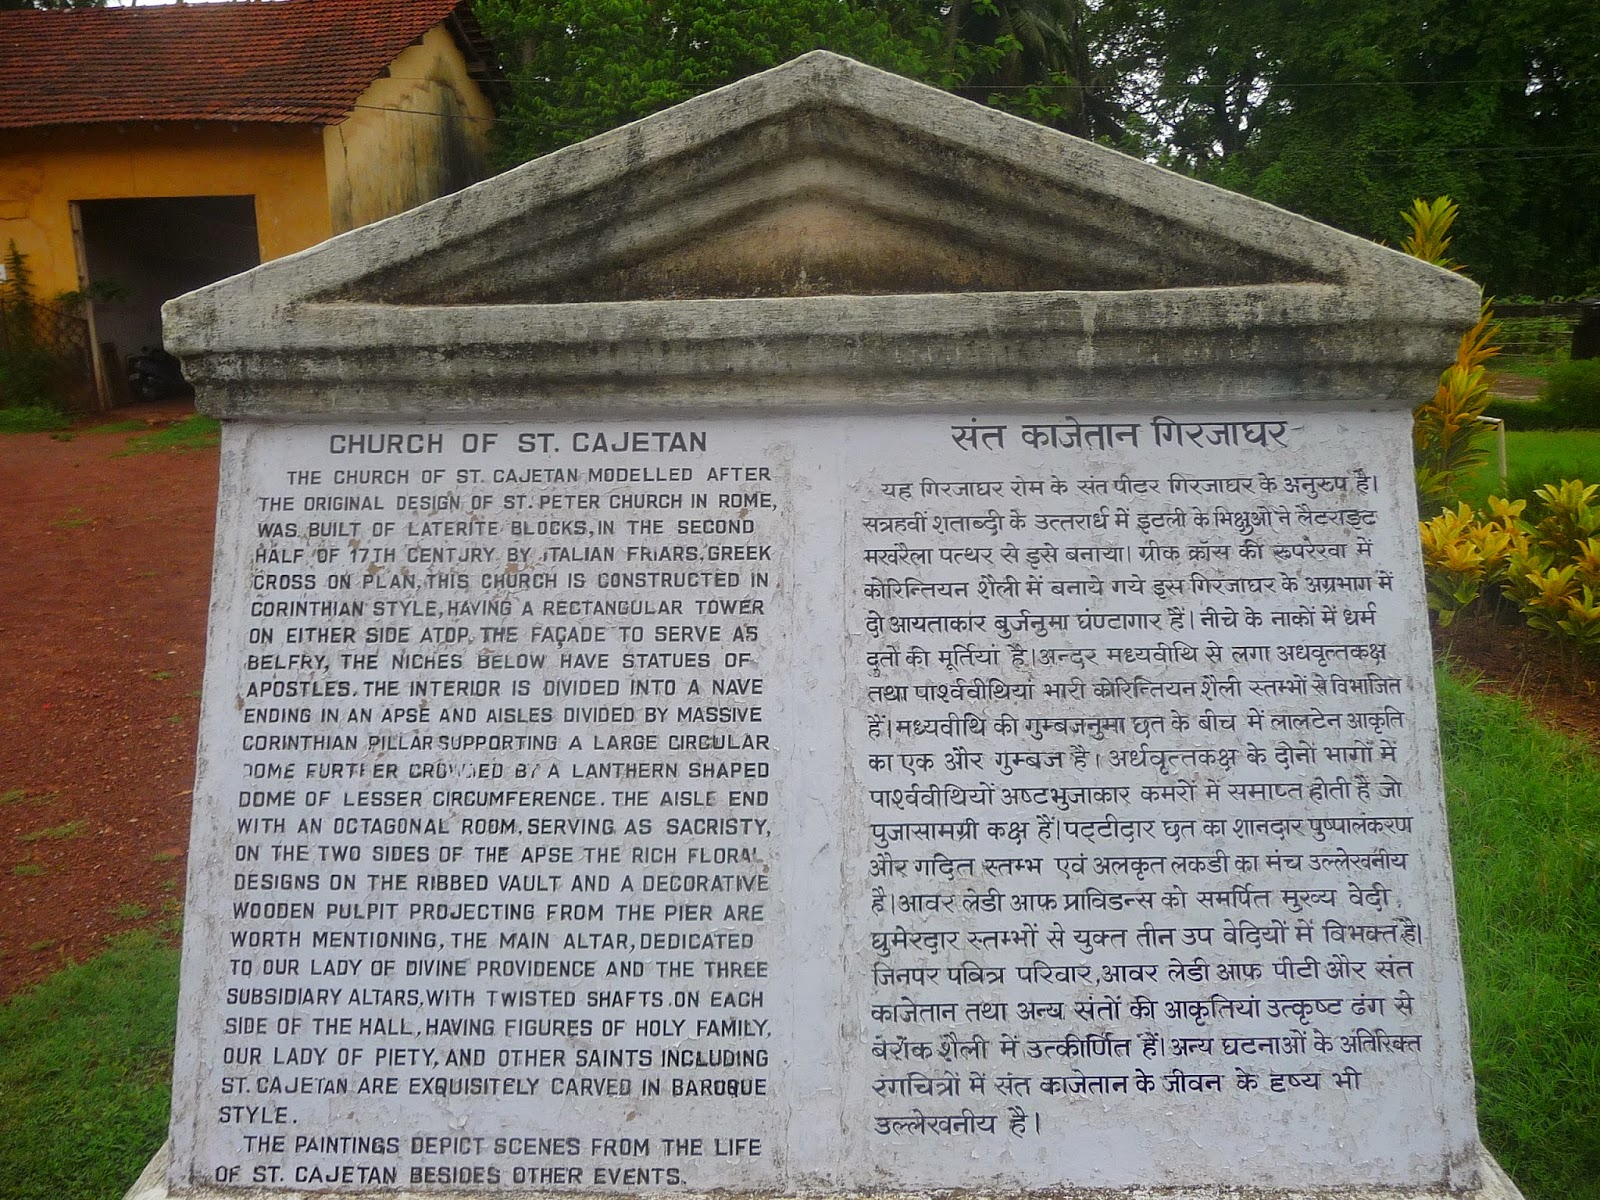 CHURCH OF ST. CAJETAN
THE CHURCH OF ST. CAJETAN MODELLED AFTER
THE ORIGINAL DESIGN OF ST. PETER CHURCH IN ROME,
WAS BUILT OF LATERITE BLOCKS, IN THE SECOND
HALF OF 17TH CENTURY BY ITALIAN FRIARS. GREEK
CROSS ON PLAN, THIS CHURCH IS CONSTRUCTED IN
CORINTHIAN STYLE, HAVING A RECTANGULAR TOWER
ON EITHER SIDE ATOP, THE FAÇADE TO SERVE AS
BELFRY, THE NICHES BELOW HAVE STATUES OF
APOSTLES. THE INTERIOR IS DIVIDED INTO A NAVE
ENDING IN AN APSE AND AISLES DIVIDED BY MASSIVE
CORINTHIAN PILLAR SUPPORTING A LARGE CIRCULAR
DOME FURTHER CROWNED BY A LANTHERN SHAPED
DOME OF LESSER CIRCUMFERENCE. THE AISLE END
WITH AN OCTAGONAL ROOM, SERVING AS SACRISTY,
ON THE TWO SIDES OF THE APSE THE RICH FLORAL
DESIGNS ON THE RIBBED VAULT AND A DECORATIVE
WOODEN PULPIT PROJECTING FROM THE PIER ARE
WORTH MENTIONING, THE MAIN ALTAR, DEDICATED
TO OUR LADY OF DIVINE PROVIDENCE AND THE THREE
SUBSIDIARY ALTARS, WITH TWISTED SHAFTS. ON EACH
SIDE OF THE HALL, HAVING FIGURES OF HOLY FAMILY,
OUR LADY OF PIETY, AND OTHER SAINTS INCLUDING
ST. CAJETAN ARE EXQUISITELY CARVED IN BAROQUE
STYLE.
THE PAINTINGS DEPICT SCENES FROM THE LIFE
OF ST. CAJETAN BESIDES OTHER EVENTS.
संत काजेतान गिरजाघर
यह गिरजाघर रोम के संत पीटर गिरजाघर के अनुरूप है।
सत्रहवीं शताब्दी के उत्तरार्ध में इटली के भिक्षुओं ने लैटराइट
मखरैला पत्थर से इसे बनाया। ग्रीक क्रॉस की रूपरेखा में
कोरिन्तियन शैली में बनाये गये इस गिरजाघर के अग्रभाग में
दो आयताकार बुर्जनुमा घंण्टागार हैं। नीचे के नाकों में धर्म
दुतों की मूर्तियां है। अन्दर मध्यवीथि से लगा अधवृत्तकक्ष
तथा पार्श्ववीथियां भारी कोरिन्तियन शैली स्तम्भों से विभाजित
हैं। मध्यवीथि की गुम्बजनुमा छत के बीच में लालटेन आकृति
का एक और गुम्बज है। अर्धवृत्तकक्ष के दोनों भागों में
पार्श्ववीथियों अष्टभुजाकार कमरों में समाप्त होती है जो
पुजासामग्री कक्ष हैं। पट्टीदार छत का शानदार पुष्पालंकरण
और गदित स्तम्भ एवं अलकृत लकडी का मंच उल्लेखनीय
है। आवर लेडी आफ प्राविडन्स को समर्पित मुख्य वेदी,
घुमेरदार स्तम्भों से युक्त तीन उप वेदियों में विभक्त है।
जिनपर पवित्र परिवार, आवर लेडी आफ पीटी और संत
काजेतान तथा अन्य संतों की आकृतियां उत्कृष्ट ढंग से
बेरोक शैली में उत्कीर्णित हैं। अन्य घटनाओं के अतिरिक्त
रंगचित्रों में संत काजेतान के जीवन के दृष्य भी
उल्लेखनीय है।